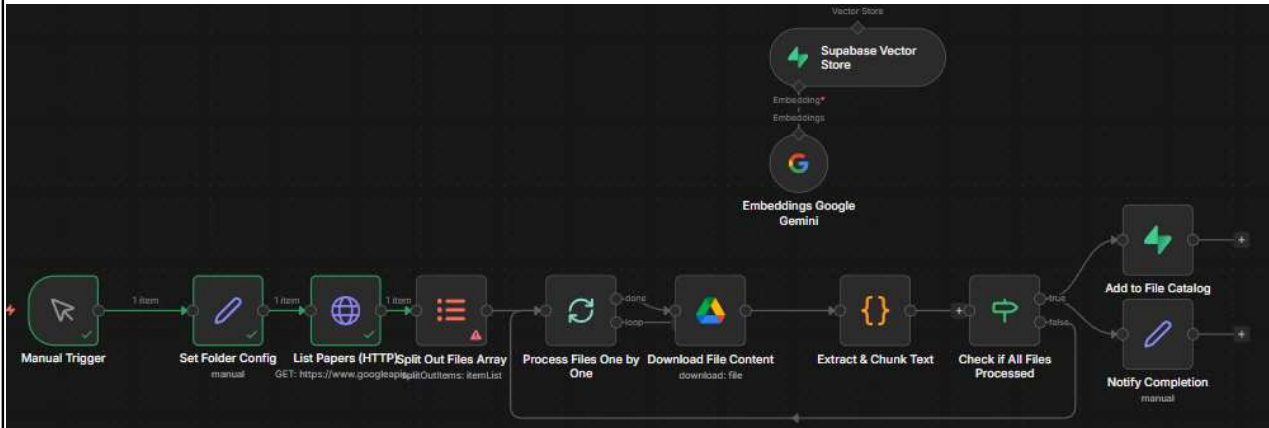 Vector Store
Supabase Vector
Store
Embedding*
Embeddings
Embeddings Google
Gemini
1 item
1 item
1 item
done
loop
true
false
Manual Trigger
Set Folder Config
manual
List Papers (HTTP)
GET: https://www.googleapis
Split Out Files Array
splitOutItems: itemList
Process Files One by
One
Download File Content
download: file
Extract & Chunk Text
Check if All Files
Processed
Add to File Catalog
Notify Completion
manual